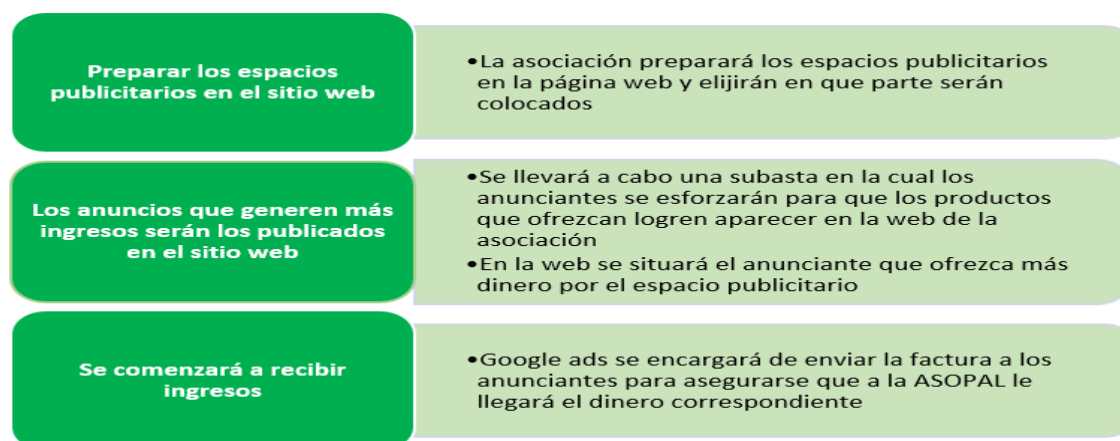 Preparar los espacios
publicitarios en el sitio web
•La asociación preparará los espacios publicitarios
en la página web y elijirán en que parte serán
colocados
Los anuncios que generen más
ingresos serán los publicados
en el sitio web
•Se llevará a cabo una subasta en la cual los
anunciantes se esforzarán para que los productos
que ofrezcan logren aparecer en la web de la
asociación
•En la web se situará el anunciante que ofrezca más
dinero por el espacio publicitario
Se comenzará a recibir
ingresos
•Google ads se encargará de enviar la factura a los
anunciantes para asegurarse que a la ASOPAL le
llegará el dinero correspondiente